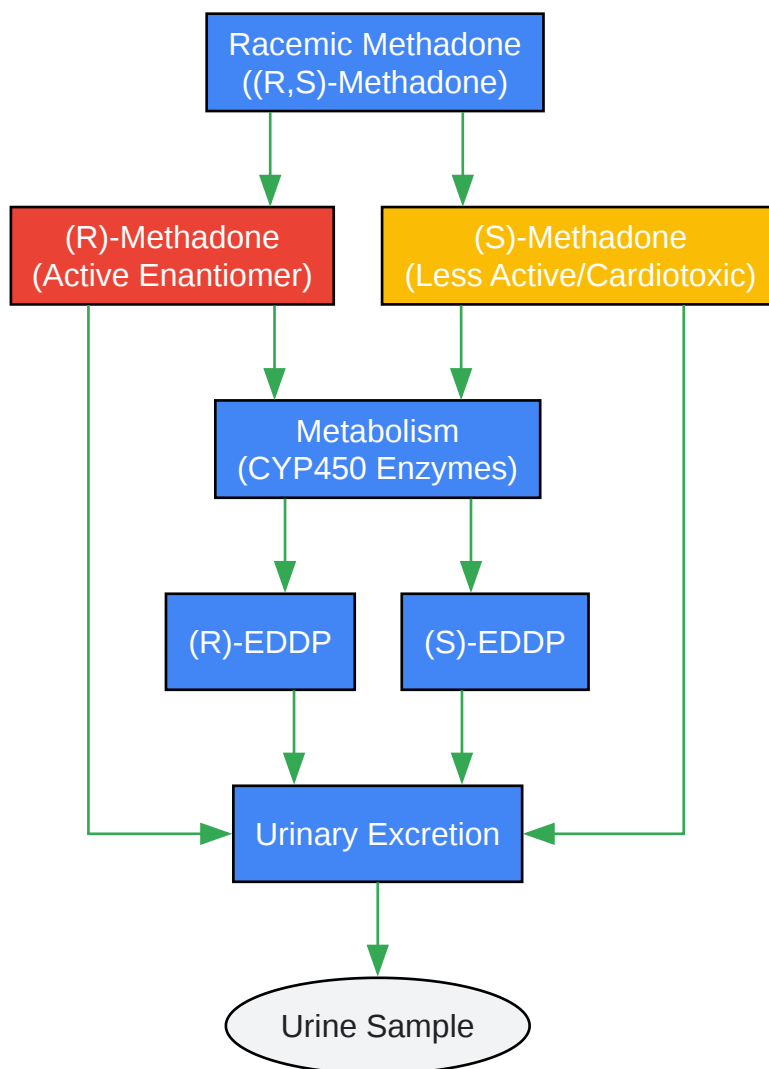 Racemic Methadone
((R,S)-Methadone)
(R)-Methadone
(Active Enantiomer)
(S)-Methadone
(Less Active/Cardiotoxic)
Metabolism
(CYP450 Enzymes)
(R)-EDDP
(S)-EDDP
Urinary Excretion
Urine Sample